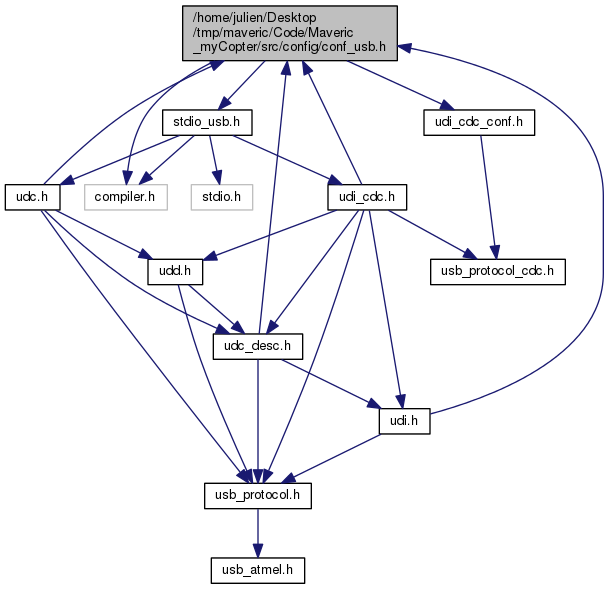 /home/julien/Desktop
/tmp/maveric/Code/Maveric
_myCopter/src/config/conf_usb.h
stdio_usb.h
udi_cdc_conf.h
udc.h
compiler.h
stdio.h
udi_cdc.h
udd.h
usb_protocol_cdc.h
udc_desc.h
udi.h
usb_protocol.h
usb_atmel.h